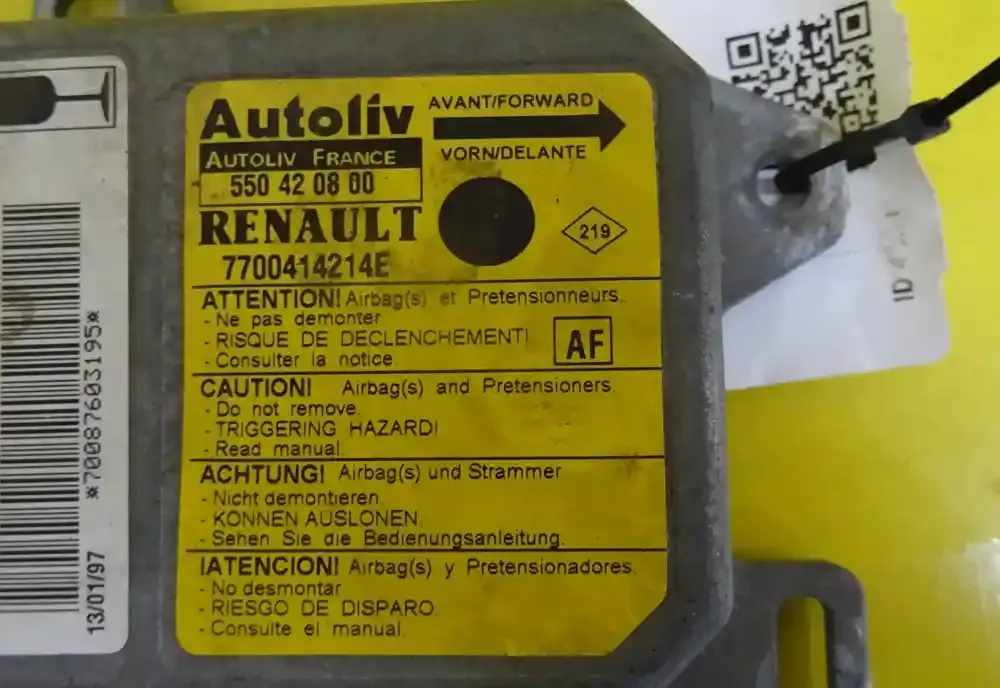 Autoliv
AVANT/FORWARD
AUTOLIV FRANCE
VORN/DELANTE
550 42 08 00
RENAULT
219
7700414214E
ATTENTION! Airbag(s) et Pretensionneurs.
- Ne pas demonter
- RISQUE DE DECLENCHEMENT!
- Consulter la notice.
AF
CAUTION! Airbag(s) and Pretensioners.
- Do not remove.
- TRIGGERING HAZARD!
- Read manual.
ACHTUNG! Airbag(s) und Strammer
- Nicht demontieren.
- KONNEN AUSLONEN.
- Sehen Sie die Bedienungsanleitung.
!ATENCION! Airbag(s) y Pretensionadores.
- No desmontar
- RIESGO DE DISPARO.
- Consulte el manual.
*70087603195*
13/01/97
ID